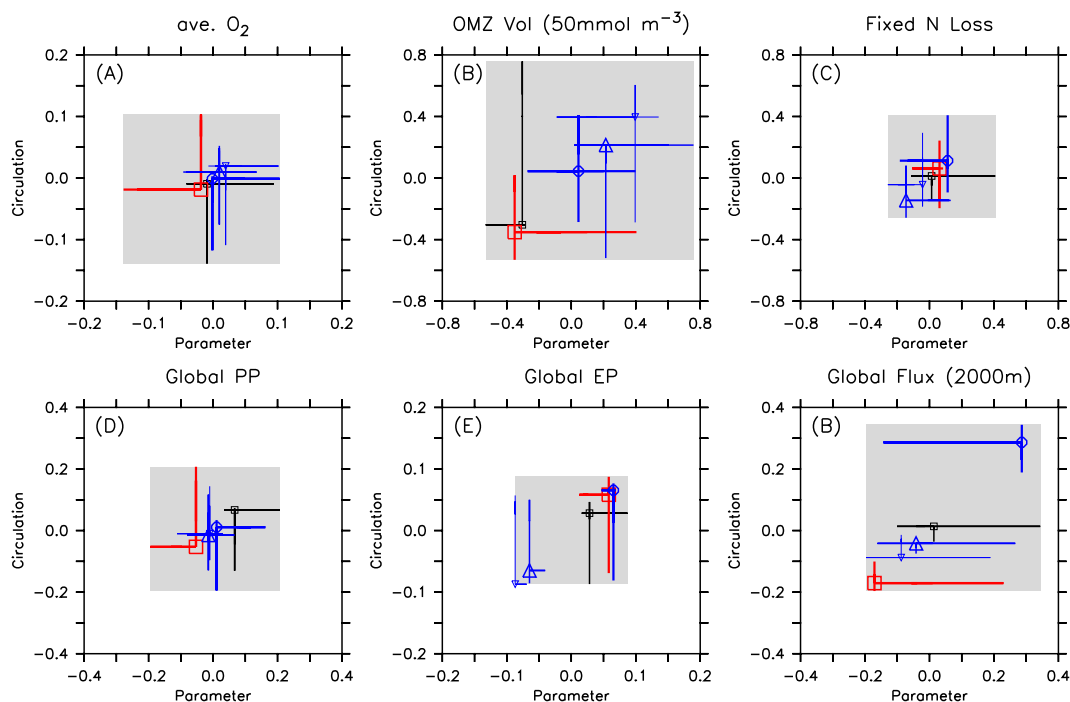 ave. O₂
OMZ Vol (50mmol m⁻³)
Fixed N Loss
0.2
0.1
0.0
−0.1
−0.2
Circulation
(A)
−0.2
−0.1
0.0
0.1
0.2
Parameter
0.8
0.4
0.0
−0.4
−0.8
Circulation
(B)
−0.8
−0.4
0.0
0.4
0.8
Parameter
0.8
0.4
0.0
−0.4
−0.8
Circulation
(C)
−0.8
−0.4
0.0
0.4
0.8
Parameter
Global PP
Global EP
Global Flux (2000m)
0.4
0.2
0.0
−0.2
−0.4
Circulation
(D)
−0.4
−0.2
0.0
0.2
0.4
Parameter
0.2
0.1
0.0
−0.1
−0.2
Circulation
(E)
−0.2
−0.1
0.0
0.1
0.2
Parameter
0.4
0.2
0.0
−0.2
−0.4
Circulation
(B)
−0.4
−0.2
0.0
0.2
0.4
Parameter